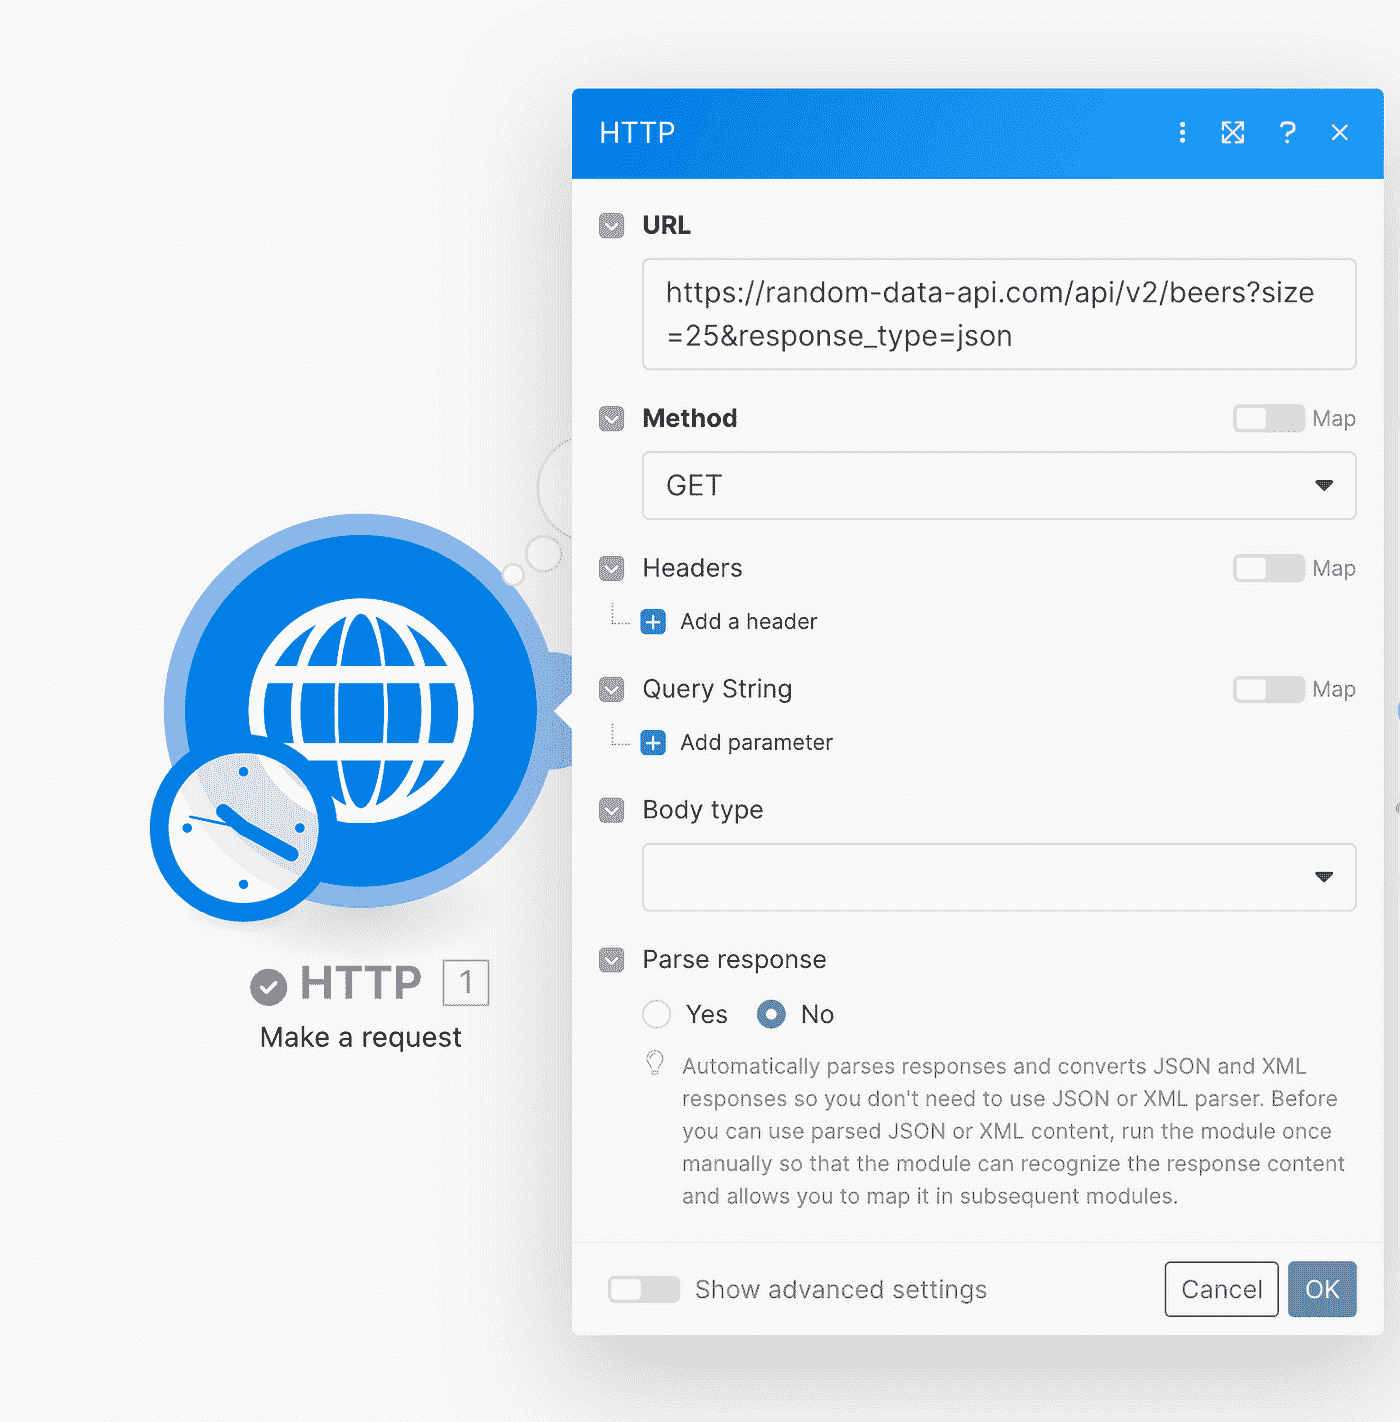 HTTP
URL
https://random-data-api.com/api/v2/beers?size
=25&response_type=json
Method
Map
GET
Headers
Map
Add a header
Query String
Map
Add parameter
Body type
Parse response
Yes
No
Automatically parses responses and converts JSON and XML
responses so you don't need to use JSON or XML parser. Before
you can use parsed JSON or XML content, run the module once
manually so that the module can recognize the response content
and allows you to map it in subsequent modules.
Show advanced settings
Cancel
OK
HTTP 1
Make a request